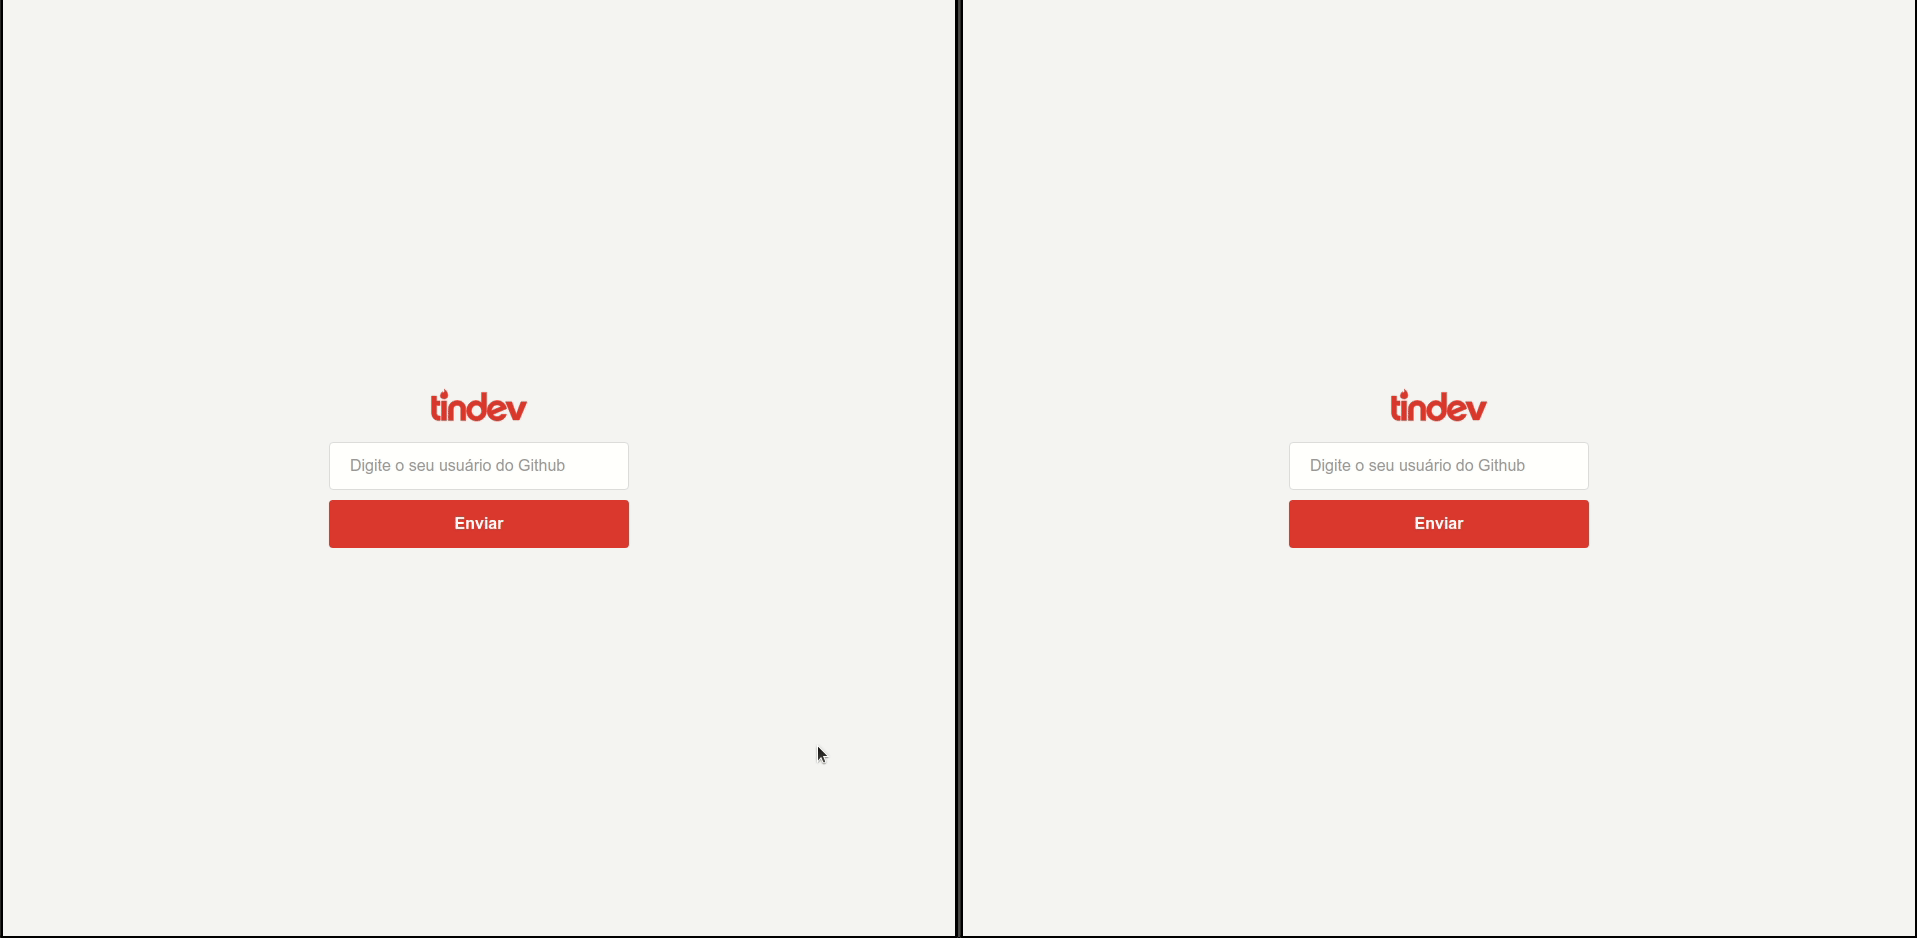 tindev
Digite o seu usuário do Github
Enviar
tindev
Digite o seu usuário do Github
Enviar